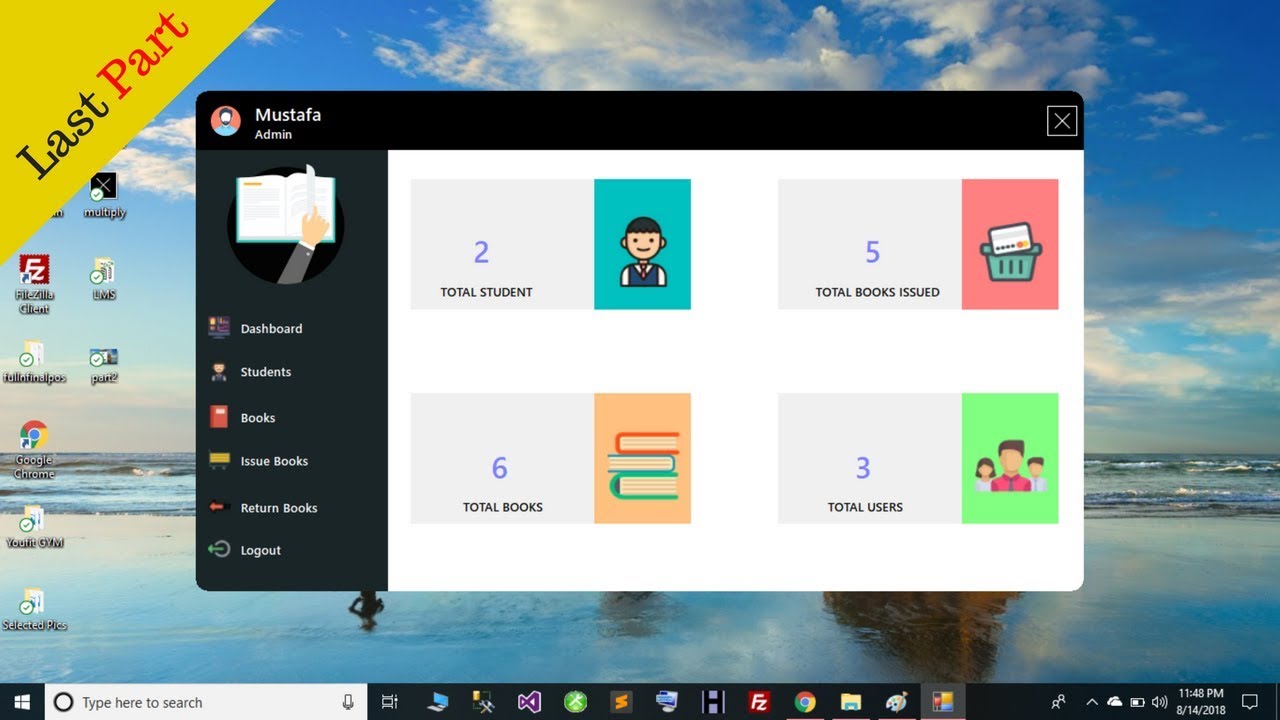 Last Part
Mustafa
Admin
multiply
FileZilla
Client
LMS
fullnfinalpos
part2
Google
Chrome
Youfit GYM
Selected Pics
Dashboard
Students
Books
Issue Books
Return Books
Logout
2
TOTAL STUDENT
5
TOTAL BOOKS ISSUED
6
TOTAL BOOKS
3
TOTAL USERS
Type here to search
11:48 PM
8/14/2018